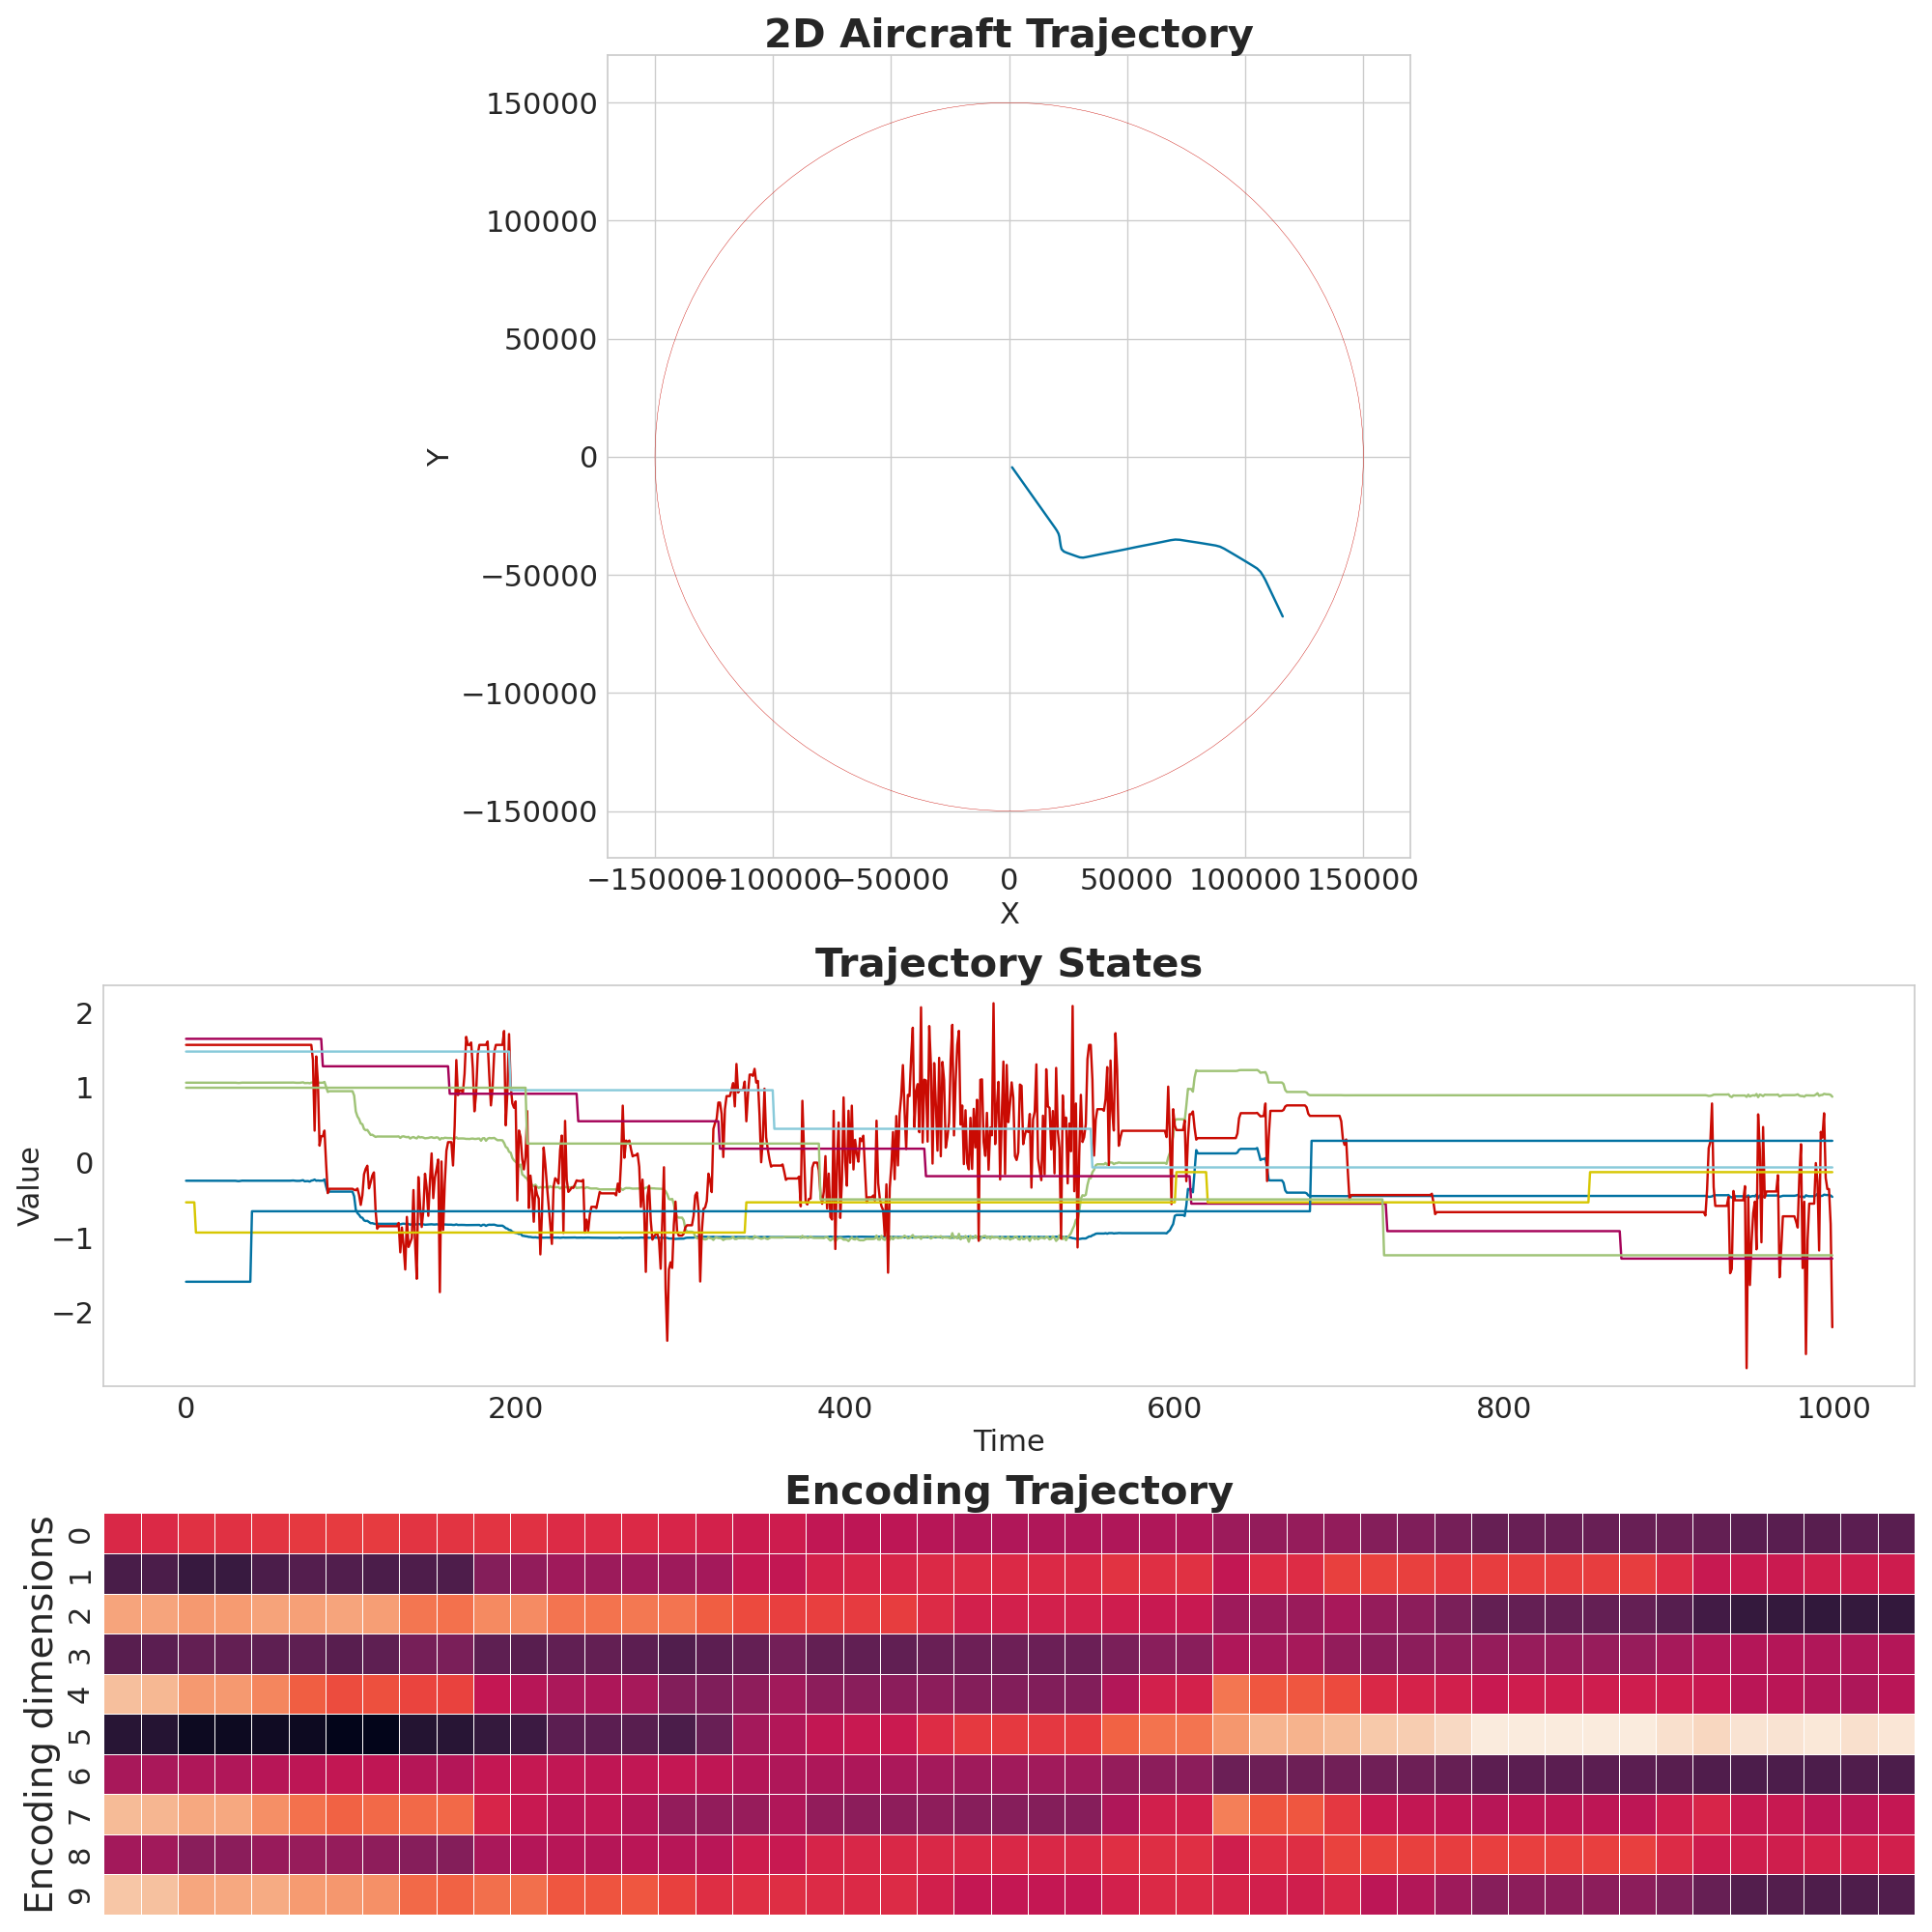 2D Aircraft Trajectory
150000
100000
50000
0
−50000
−100000
−150000
Y
−150000 −100000 −50000 0 50000 100000 150000
X
Trajectory States
2
1
0
−1
−2
Value
0 200 400 600 800 1000
Time
Encoding Trajectory
0
1
2
3
4
5
6
7
8
9
Encoding dimensions